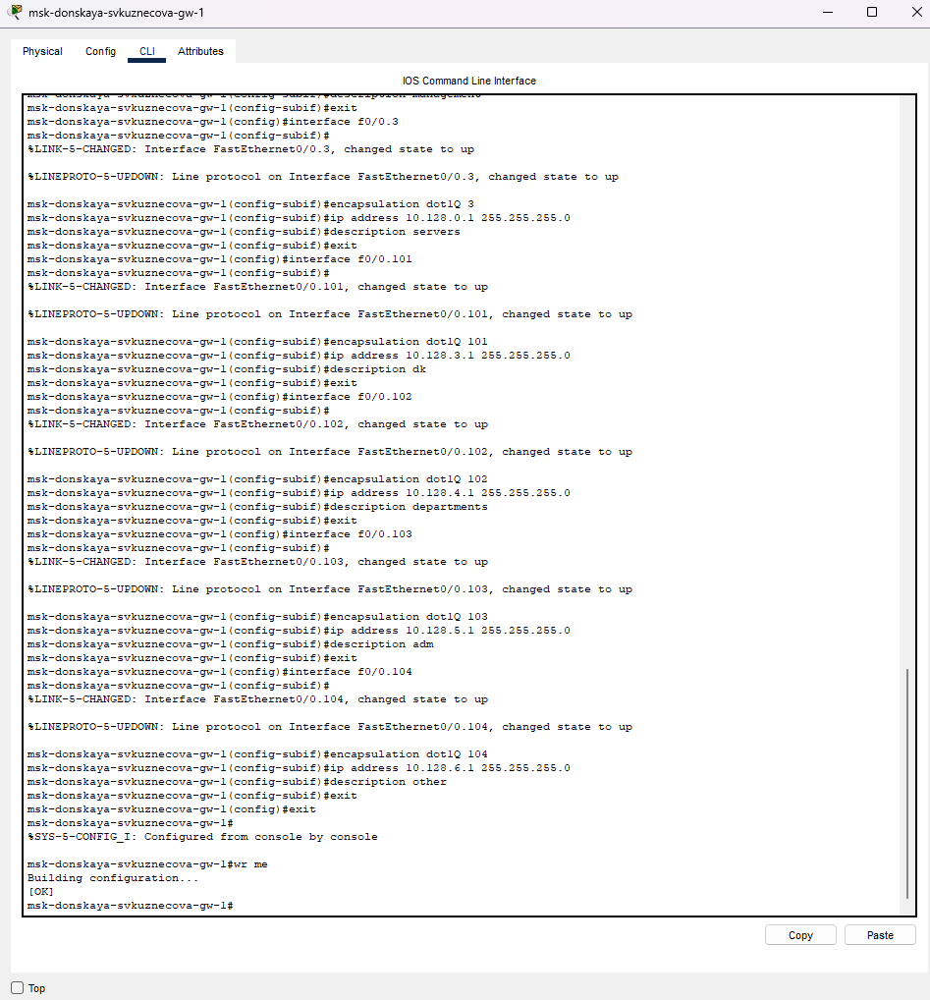 msk-donskaya-svkuznecova-gw-1
Physical Config CLI Attributes
IOS Command Line Interface
msk-donskaya-svkuznecova-gw-1(config-subif)#description management
msk-donskaya-svkuznecova-gw-1(config-subif)#exit
msk-donskaya-svkuznecova-gw-1(config)#interface f0/0.3
msk-donskaya-svkuznecova-gw-1(config-subif)#
%LINK-5-CHANGED: Interface FastEthernet0/0.3, changed state to up
%LINEPROTO-5-UPDOWN: Line protocol on Interface FastEthernet0/0.3, changed state to up
msk-donskaya-svkuznecova-gw-1(config-subif)#encapsulation dot1Q 3
msk-donskaya-svkuznecova-gw-1(config-subif)#ip address 10.128.0.1 255.255.255.0
msk-donskaya-svkuznecova-gw-1(config-subif)#description servers
msk-donskaya-svkuznecova-gw-1(config-subif)#exit
msk-donskaya-svkuznecova-gw-1(config)#interface f0/0.101
msk-donskaya-svkuznecova-gw-1(config-subif)#
%LINK-5-CHANGED: Interface FastEthernet0/0.101, changed state to up
%LINEPROTO-5-UPDOWN: Line protocol on Interface FastEthernet0/0.101, changed state to up
msk-donskaya-svkuznecova-gw-1(config-subif)#encapsulation dot1Q 101
msk-donskaya-svkuznecova-gw-1(config-subif)#ip address 10.128.3.1 255.255.255.0
msk-donskaya-svkuznecova-gw-1(config-subif)#description dk
msk-donskaya-svkuznecova-gw-1(config-subif)#exit
msk-donskaya-svkuznecova-gw-1(config)#interface f0/0.102
msk-donskaya-svkuznecova-gw-1(config-subif)#
%LINK-5-CHANGED: Interface FastEthernet0/0.102, changed state to up
%LINEPROTO-5-UPDOWN: Line protocol on Interface FastEthernet0/0.102, changed state to up
msk-donskaya-svkuznecova-gw-1(config-subif)#encapsulation dot1Q 102
msk-donskaya-svkuznecova-gw-1(config-subif)#ip address 10.128.4.1 255.255.255.0
msk-donskaya-svkuznecova-gw-1(config-subif)#description departments
msk-donskaya-svkuznecova-gw-1(config-subif)#exit
msk-donskaya-svkuznecova-gw-1(config)#interface f0/0.103
msk-donskaya-svkuznecova-gw-1(config-subif)#
%LINK-5-CHANGED: Interface FastEthernet0/0.103, changed state to up
%LINEPROTO-5-UPDOWN: Line protocol on Interface FastEthernet0/0.103, changed state to up
msk-donskaya-svkuznecova-gw-1(config-subif)#encapsulation dot1Q 103
msk-donskaya-svkuznecova-gw-1(config-subif)#ip address 10.128.5.1 255.255.255.0
msk-donskaya-svkuznecova-gw-1(config-subif)#description adm
msk-donskaya-svkuznecova-gw-1(config-subif)#exit
msk-donskaya-svkuznecova-gw-1(config)#interface f0/0.104
msk-donskaya-svkuznecova-gw-1(config-subif)#
%LINK-5-CHANGED: Interface FastEthernet0/0.104, changed state to up
%LINEPROTO-5-UPDOWN: Line protocol on Interface FastEthernet0/0.104, changed state to up
msk-donskaya-svkuznecova-gw-1(config-subif)#encapsulation dot1Q 104
msk-donskaya-svkuznecova-gw-1(config-subif)#ip address 10.128.6.1 255.255.255.0
msk-donskaya-svkuznecova-gw-1(config-subif)#description other
msk-donskaya-svkuznecova-gw-1(config-subif)#exit
msk-donskaya-svkuznecova-gw-1(config)#exit
msk-donskaya-svkuznecova-gw-1#
%SYS-5-CONFIG_I: Configured from console by console
msk-donskaya-svkuznecova-gw-1#wr me
Building configuration...
[OK]
msk-donskaya-svkuznecova-gw-1#
Copy Paste
Top